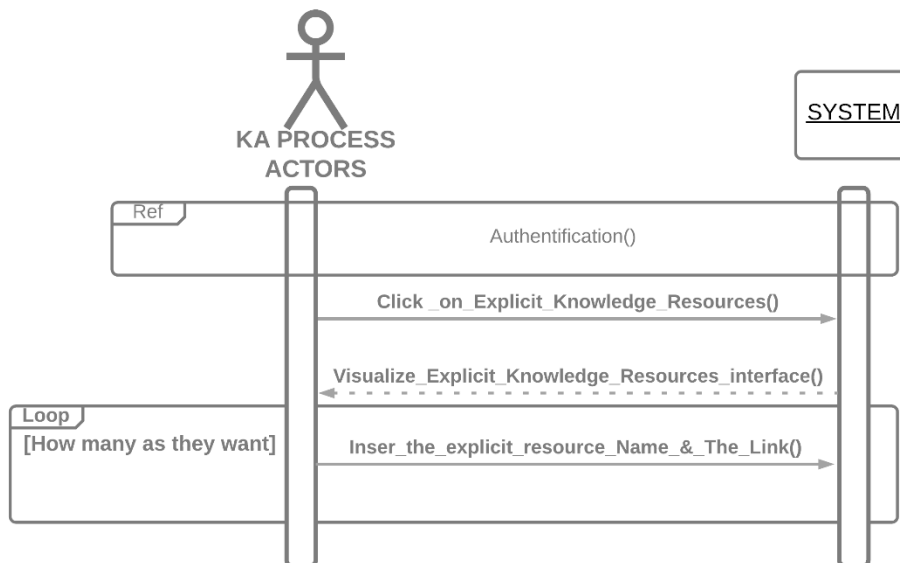 KA PROCESS
ACTORS
SYSTEM
Ref
Authentification()
Click _on_Explicit_Knowledge_Resources()
Visualize_Explicit_Knowledge_Resources_interface()
Loop
[How many as they want]
Inser_the_explicit_resource_Name_&_The_Link()